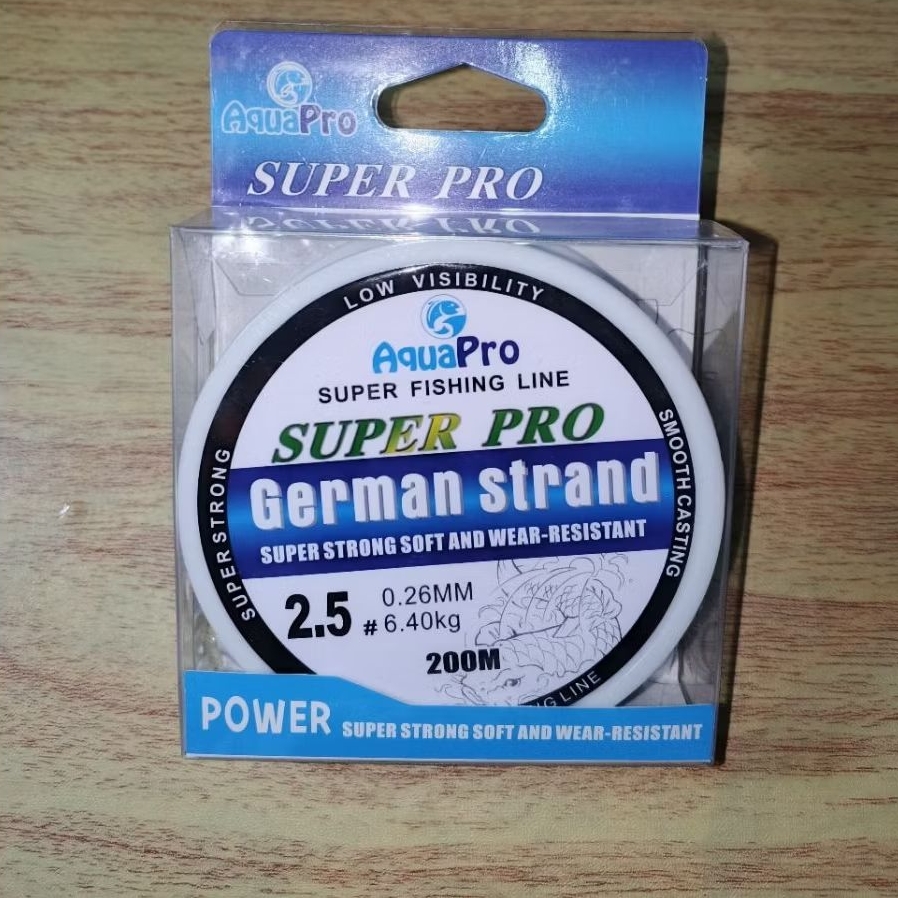 AquaPro
SUPER PRO
LOW VISIBILITY
AquaPro
SUPER FISHING LINE
SUPER PRO
German strand
SUPER STRONG SOFT AND WEAR-RESISTANT
SUPER STRONG
SMOOTH CASTING
2.5 # 0.26MM
6.40kg
200M
LINE
POWER SUPER STRONG SOFT AND WEAR-RESISTANT